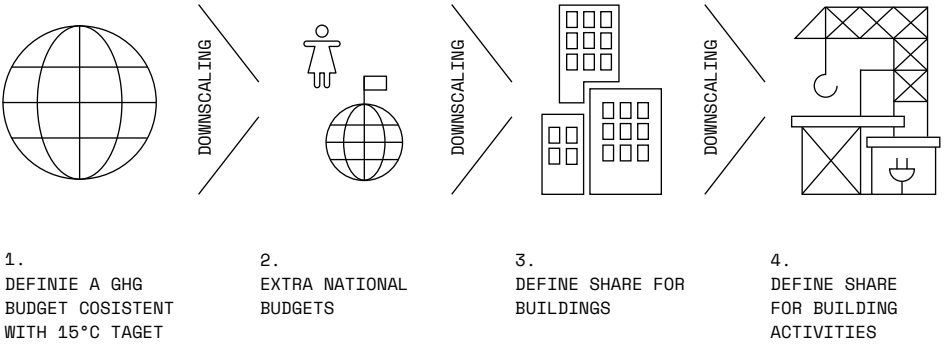 DOWNSCALING
DOWNSCALING
DOWNSCALING
1.
DEFINIE A GHG
BUDGET COSISTENT
WITH 15°C TAGET
2.
EXTRA NATIONAL
BUDGETS
3.
DEFINE SHARE FOR
BUILDINGS
4.
DEFINE SHARE
FOR BUILDING
ACTIVITIES